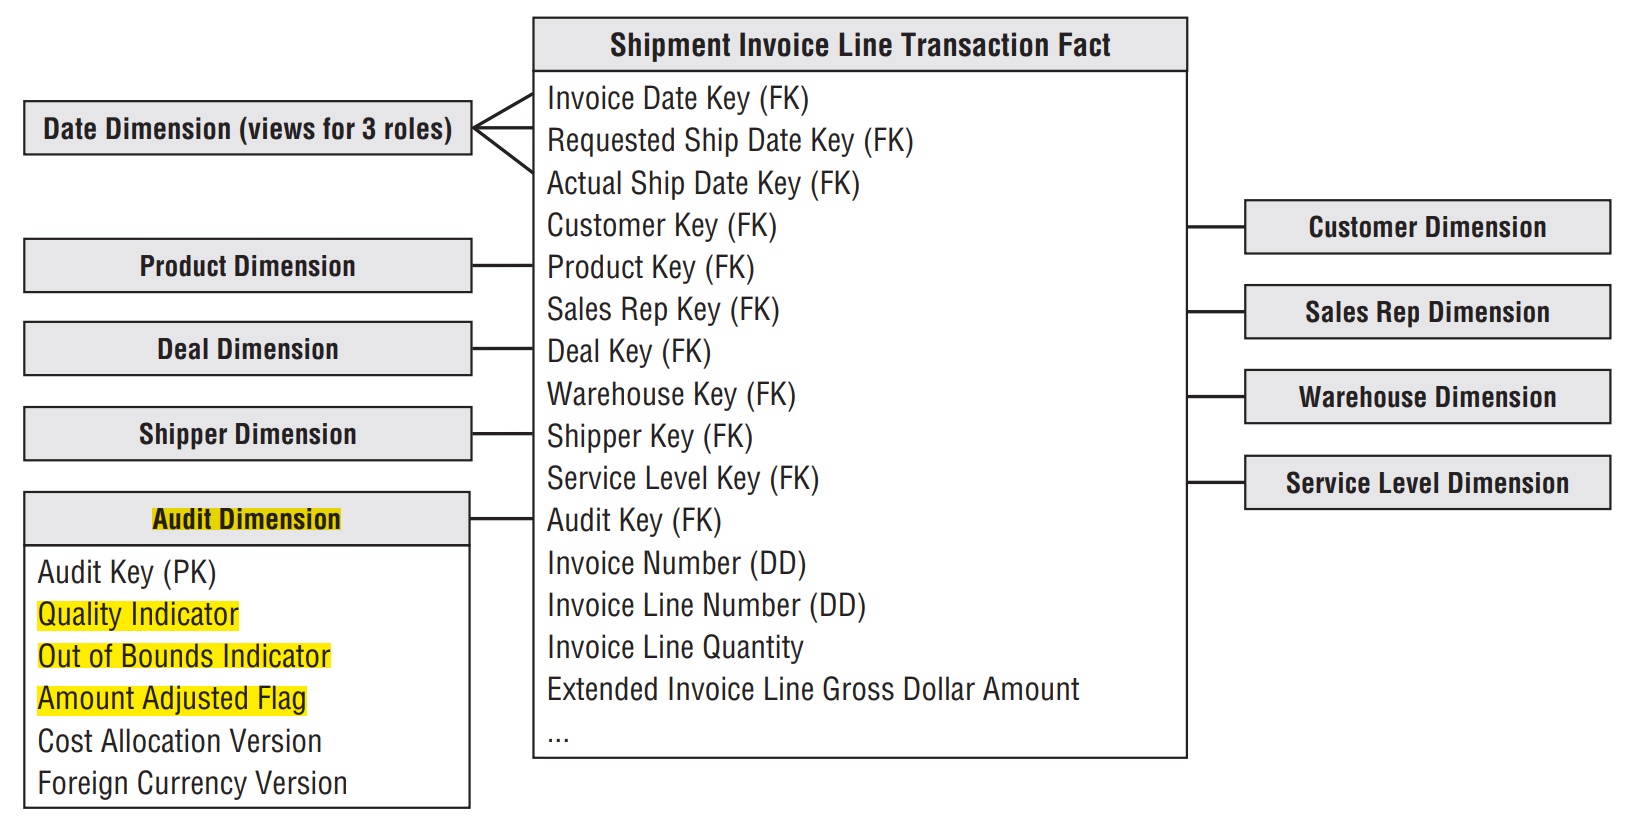 Shipment Invoice Line Transaction Fact
Invoice Date Key (FK)
Requested Ship Date Key (FK)
Actual Ship Date Key (FK)
Customer Key (FK)
Product Key (FK)
Sales Rep Key (FK)
Deal Key (FK)
Warehouse Key (FK)
Shipper Key (FK)
Service Level Key (FK)
Audit Key (FK)
Invoice Number (DD)
Invoice Line Number (DD)
Invoice Line Quantity
Extended Invoice Line Gross Dollar Amount
...
Date Dimension (views for 3 roles)
Product Dimension
Deal Dimension
Shipper Dimension
Audit Dimension
Audit Key (PK)
Quality Indicator
Out of Bounds Indicator
Amount Adjusted Flag
Cost Allocation Version
Foreign Currency Version
Customer Dimension
Sales Rep Dimension
Warehouse Dimension
Service Level Dimension